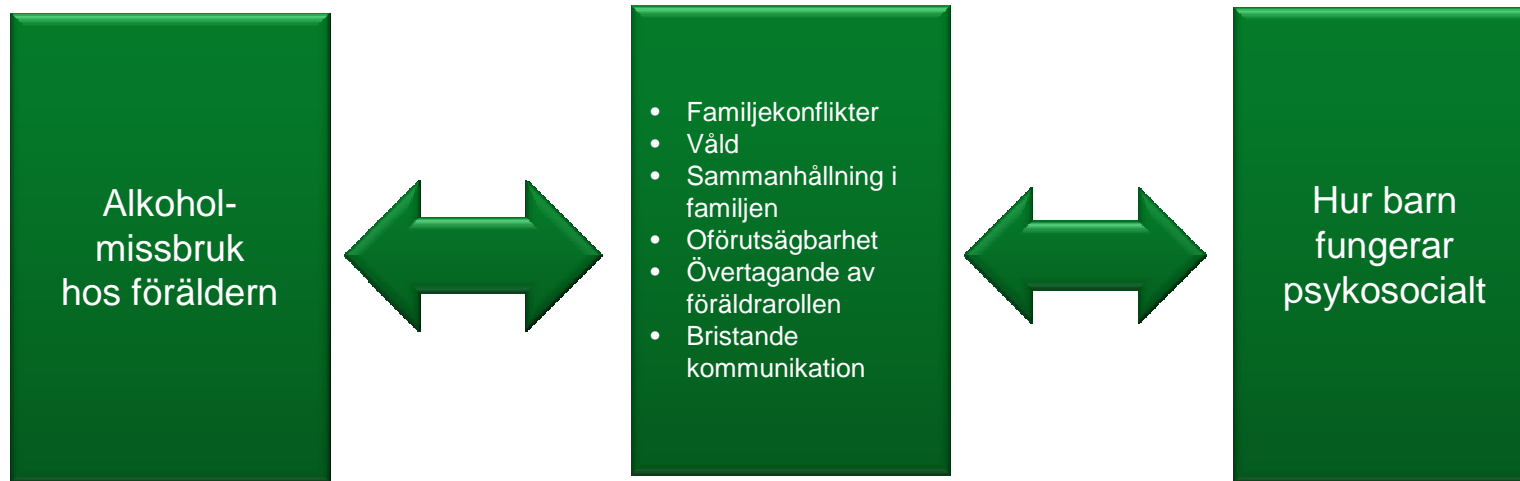 Alkohol-
missbruk
hos föräldern
• Familjekonflikter
• Våld
• Sammanhållning i
familjen
• Oförutsägbarhet
• Övertagande av
föräldrarollen
• Bristande
kommunikation
Hur barn
fungerar
psykosocialt